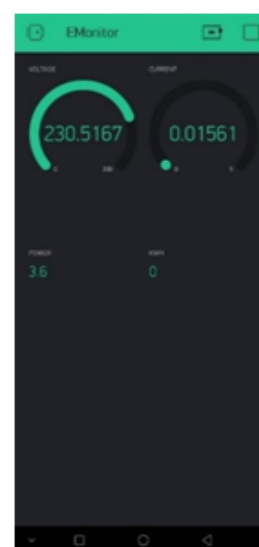 EMonitor
VOLTAGE CURRENT
230.5167 0.01561
0 300 0 5
POWER KWH
3.6 0